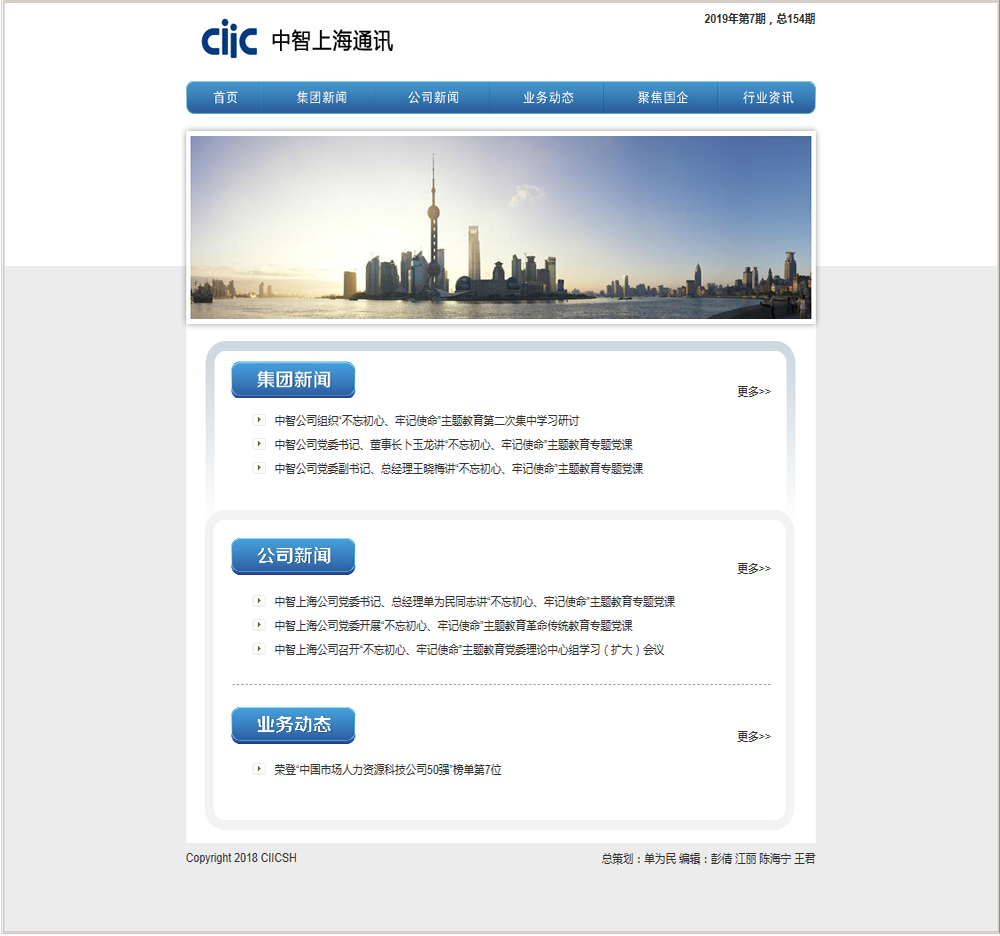 2019年第7期，总154期
ciic 中智上海通讯
首页 集团新闻 公司新闻 业务动态 聚焦国企 行业资讯
集团新闻
更多>>
中智公司组织“不忘初心、牢记使命”主题教育第二次集中学习研讨
中智公司党委书记、董事长卜玉龙讲“不忘初心、牢记使命”主题教育专题党课
中智公司党委副书记、总经理王晓梅讲“不忘初心、牢记使命”主题教育专题党课
公司新闻
更多>>
中智上海公司党委书记、总经理单为民同志讲“不忘初心、牢记使命”主题教育专题党课
中智上海公司党委开展“不忘初心、牢记使命”主题教育革命传统教育专题党课
中智上海公司召开“不忘初心、牢记使命”主题教育党委理论中心组学习（扩大）会议
业务动态
更多>>
荣登“中国市场人力资源科技公司50强”榜单第7位
Copyright 2018 CIICSH 总策划：单为民 编辑：彭倩 江丽 陈海宁 王君